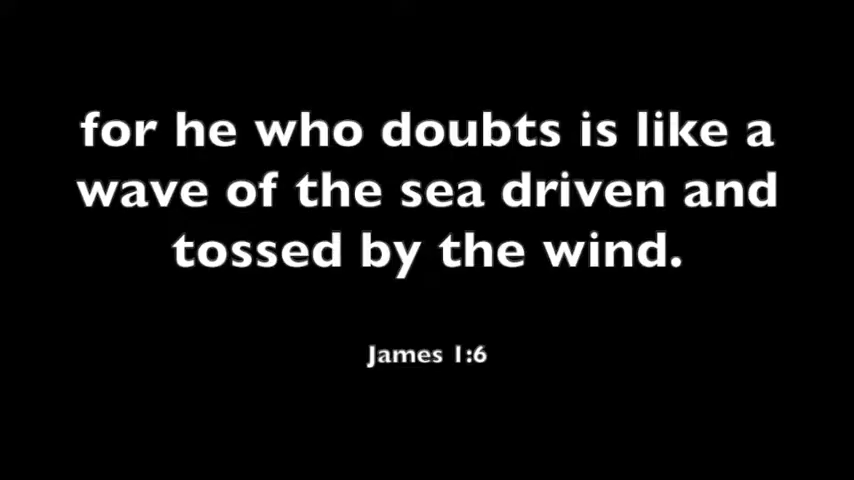 for he who doubts is like a
wave of the sea driven and
tossed by the wind.
James 1:6